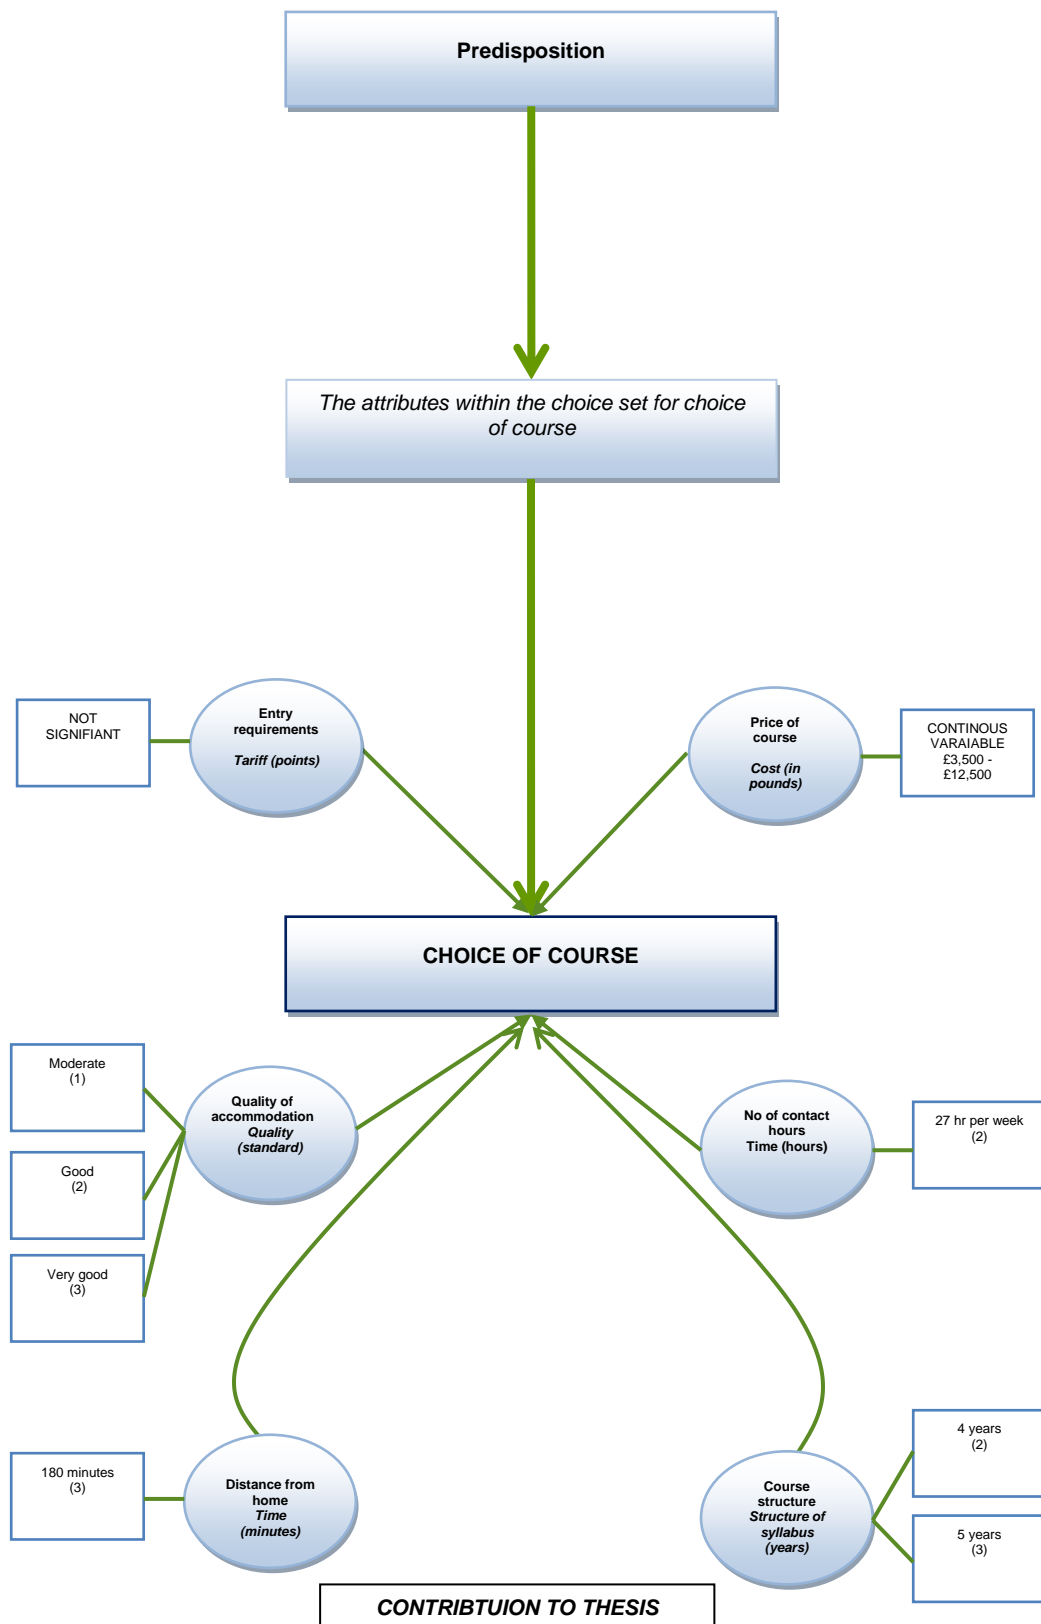 Predisposition
The attributes within the choice set for choice
of course
NOT
SIGNIFIANT
Entry
requirements
Tariff (points)
Price of
course
Cost (in
pounds)
CONTINOUS
VARAIABLE
£3,500 -
£12,500
CHOICE OF COURSE
Moderate
(1)
Good
(2)
Very good
(3)
Quality of
accommodation
Quality
(standard)
No of contact
hours
Time (hours)
27 hr per week
(2)
180 minutes
(3)
Distance from
home
Time
(minutes)
Course
structure
Structure of
syllabus
(years)
4 years
(2)
5 years
(3)
CONTRIBTUION TO THESIS